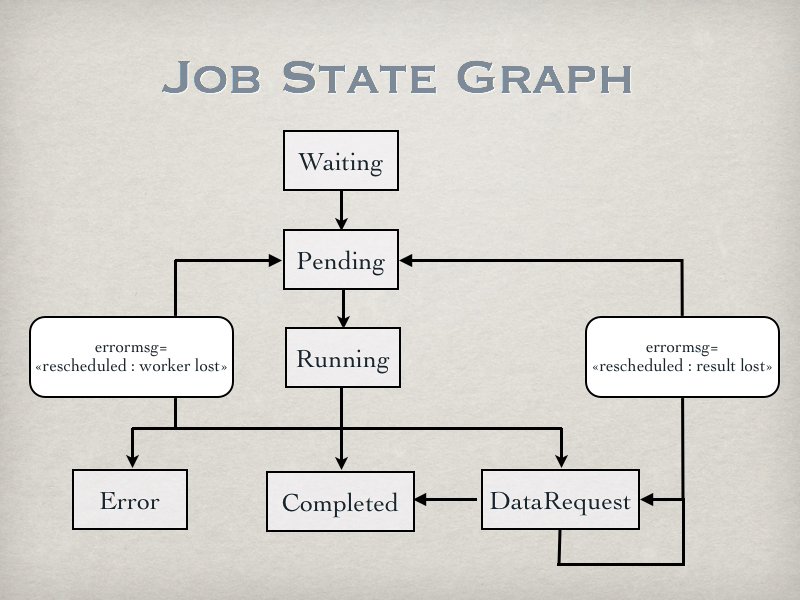 Job State Graph
Waiting
Pending
errormsg=
«rescheduled : worker lost»
Running
errormsg=
«rescheduled : result lost»
Error
Completed
DataRequest